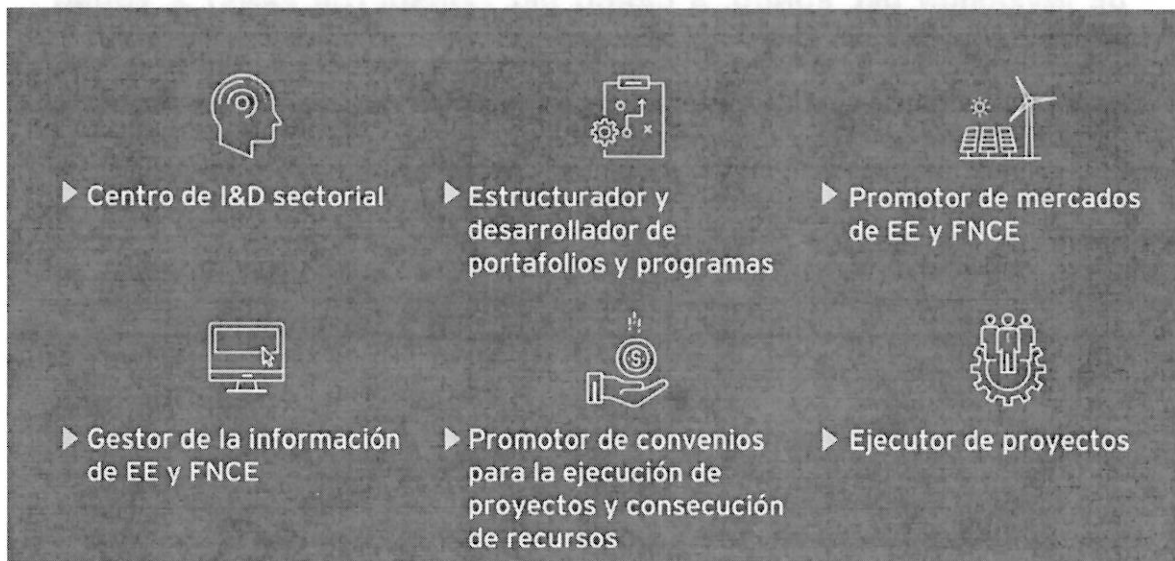 Centro de I&D sectorial
Estructurador y
desarrollador de
portafolios y programas
Promotor de mercados
de EE y FNCE
Gestor de la información
de EE y FNCE
Promotor de convenios
para la ejecución de
proyectos y consecución
de recursos
Ejecutor de proyectos